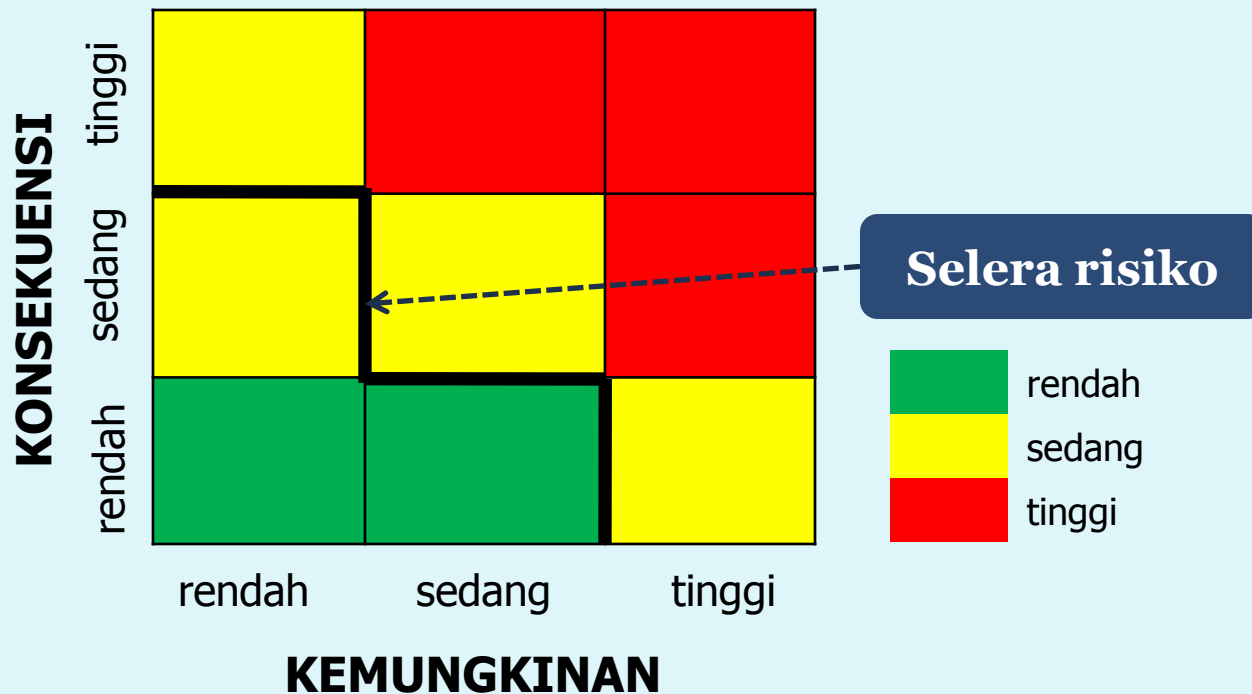 KONSEKUENSI
tinggi
sedang
rendah
Selera risiko
rendah
sedang
tinggi
rendah
sedang
tinggi
KEMUNGKINAN